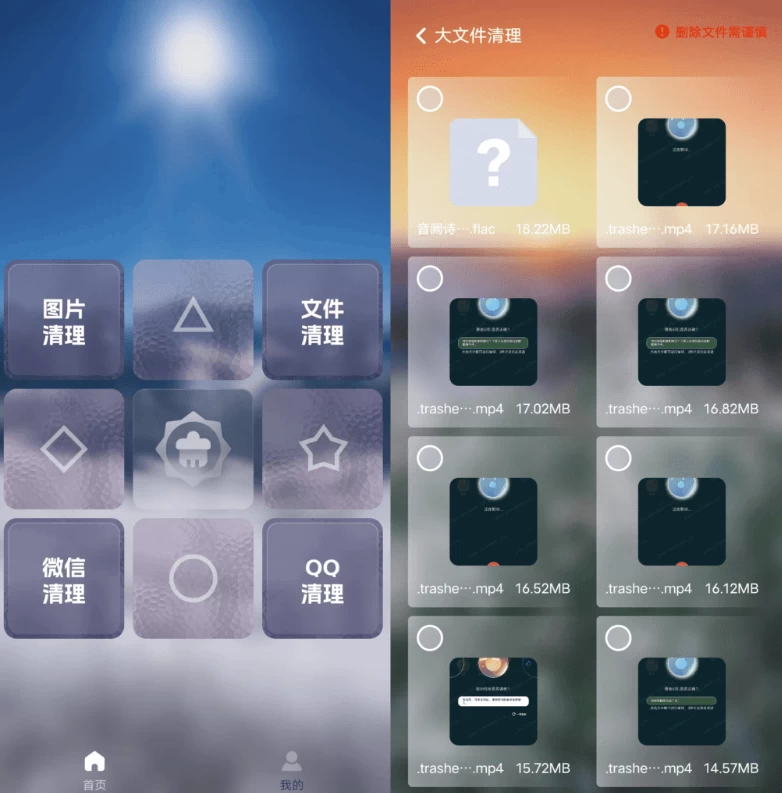 图片
清理
文件
清理
微信
清理
QQ
清理
首页
我的
大文件清理
删除文件需谨慎
音阙诗….flac 18.22MB
.trashe….mp4 17.16MB
.trashe….mp4 17.02MB
.trashe….mp4 16.82MB
.trashe….mp4 16.52MB
.trashe….mp4 16.12MB
.trashe….mp4 15.72MB
.trashe….mp4 14.57MB